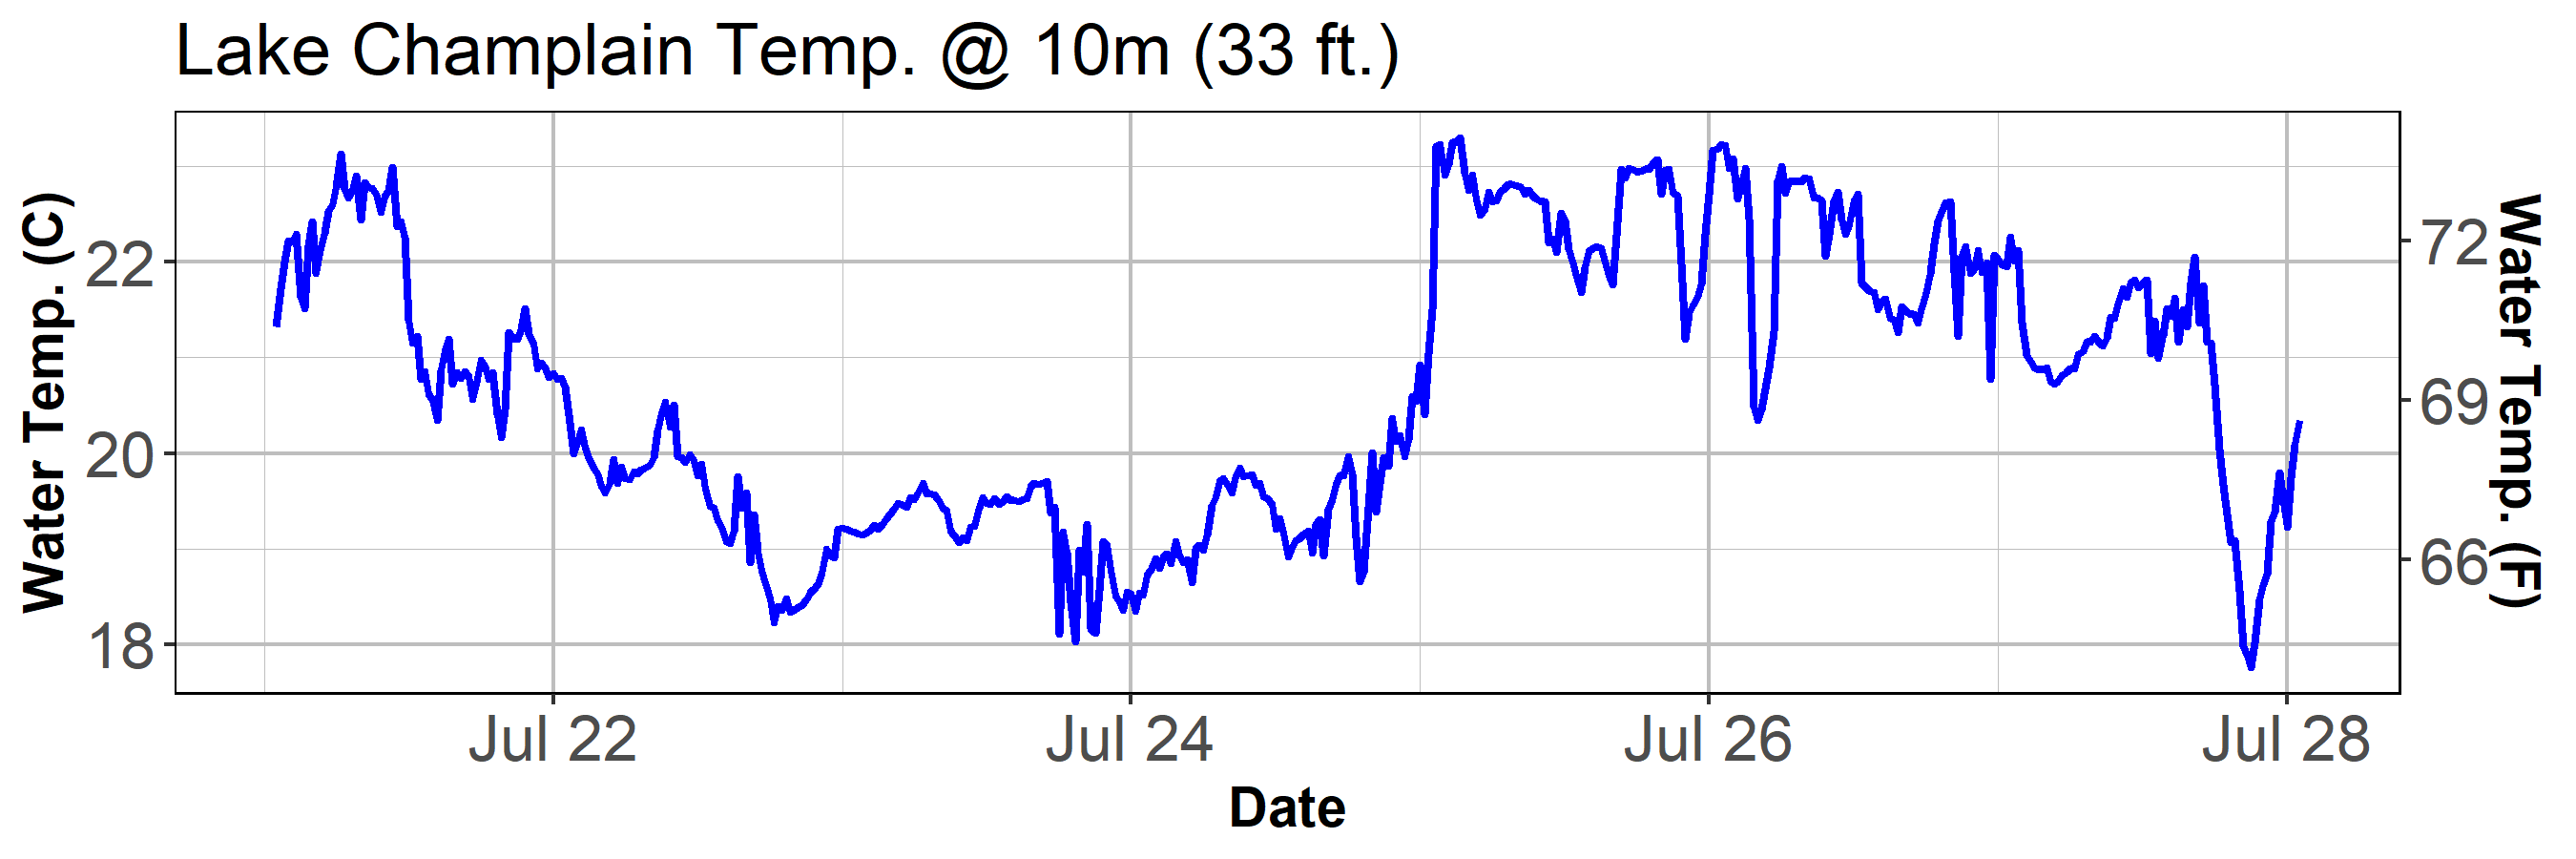 Lake Champlain Temp. @ 10m (33 ft.)
Water Temp. (C)
22
20
18
72
69
66
Water Temp. (F)
Jul 22
Jul 24
Jul 26
Jul 28
Date